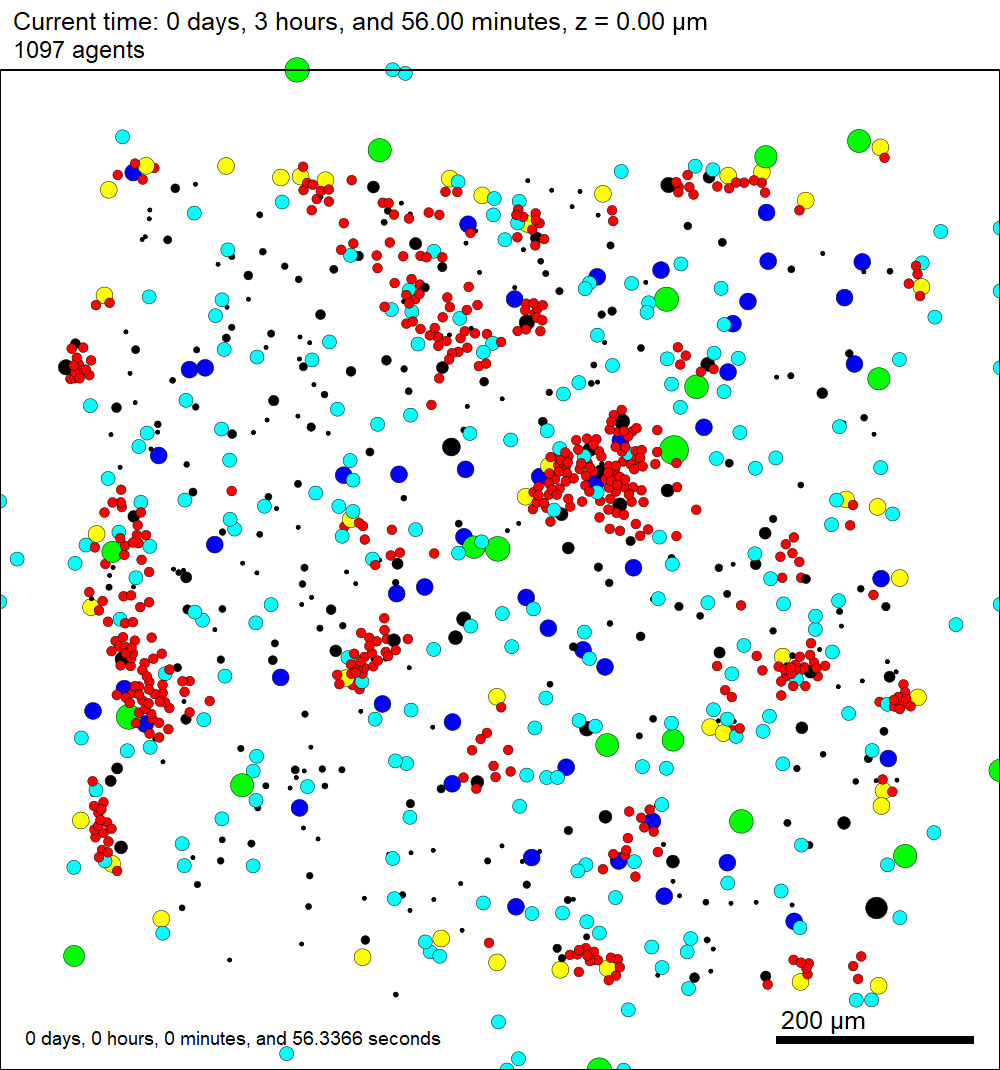 Current time: 0 days, 3 hours, and 56.00 minutes, z = 0.00 µm
1097 agents
200 µm
0 days, 0 hours, 0 minutes, and 56.3366 seconds